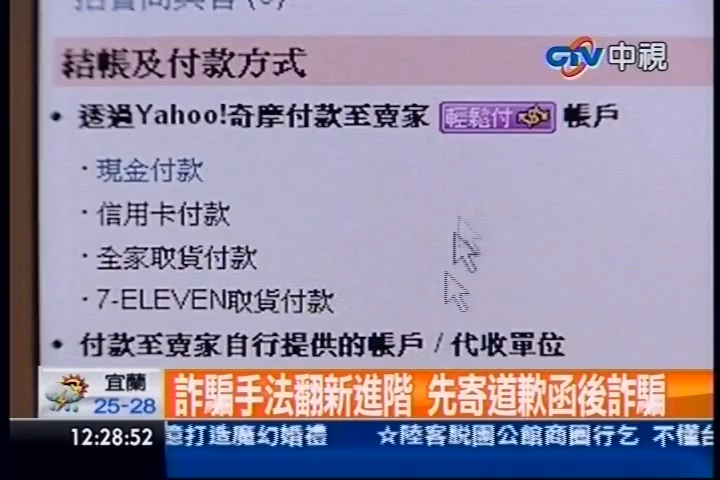 結帳及付款方式
CTV中視
• 透過Yahoo!奇摩付款至賣家 輕鬆付 帳戶
· 現金付款
· 信用卡付款
· 全家取貨付款
· 7-ELEVEN取貨付款
• 付款至賣家自行提供的帳戶 / 代收單位
宜蘭
25-28
詐騙手法翻新進階 先寄道歉函後詐騙
12:28:52
意打造魔幻婚禮 ☆陸客脫團公館商圈行乞 不懂台